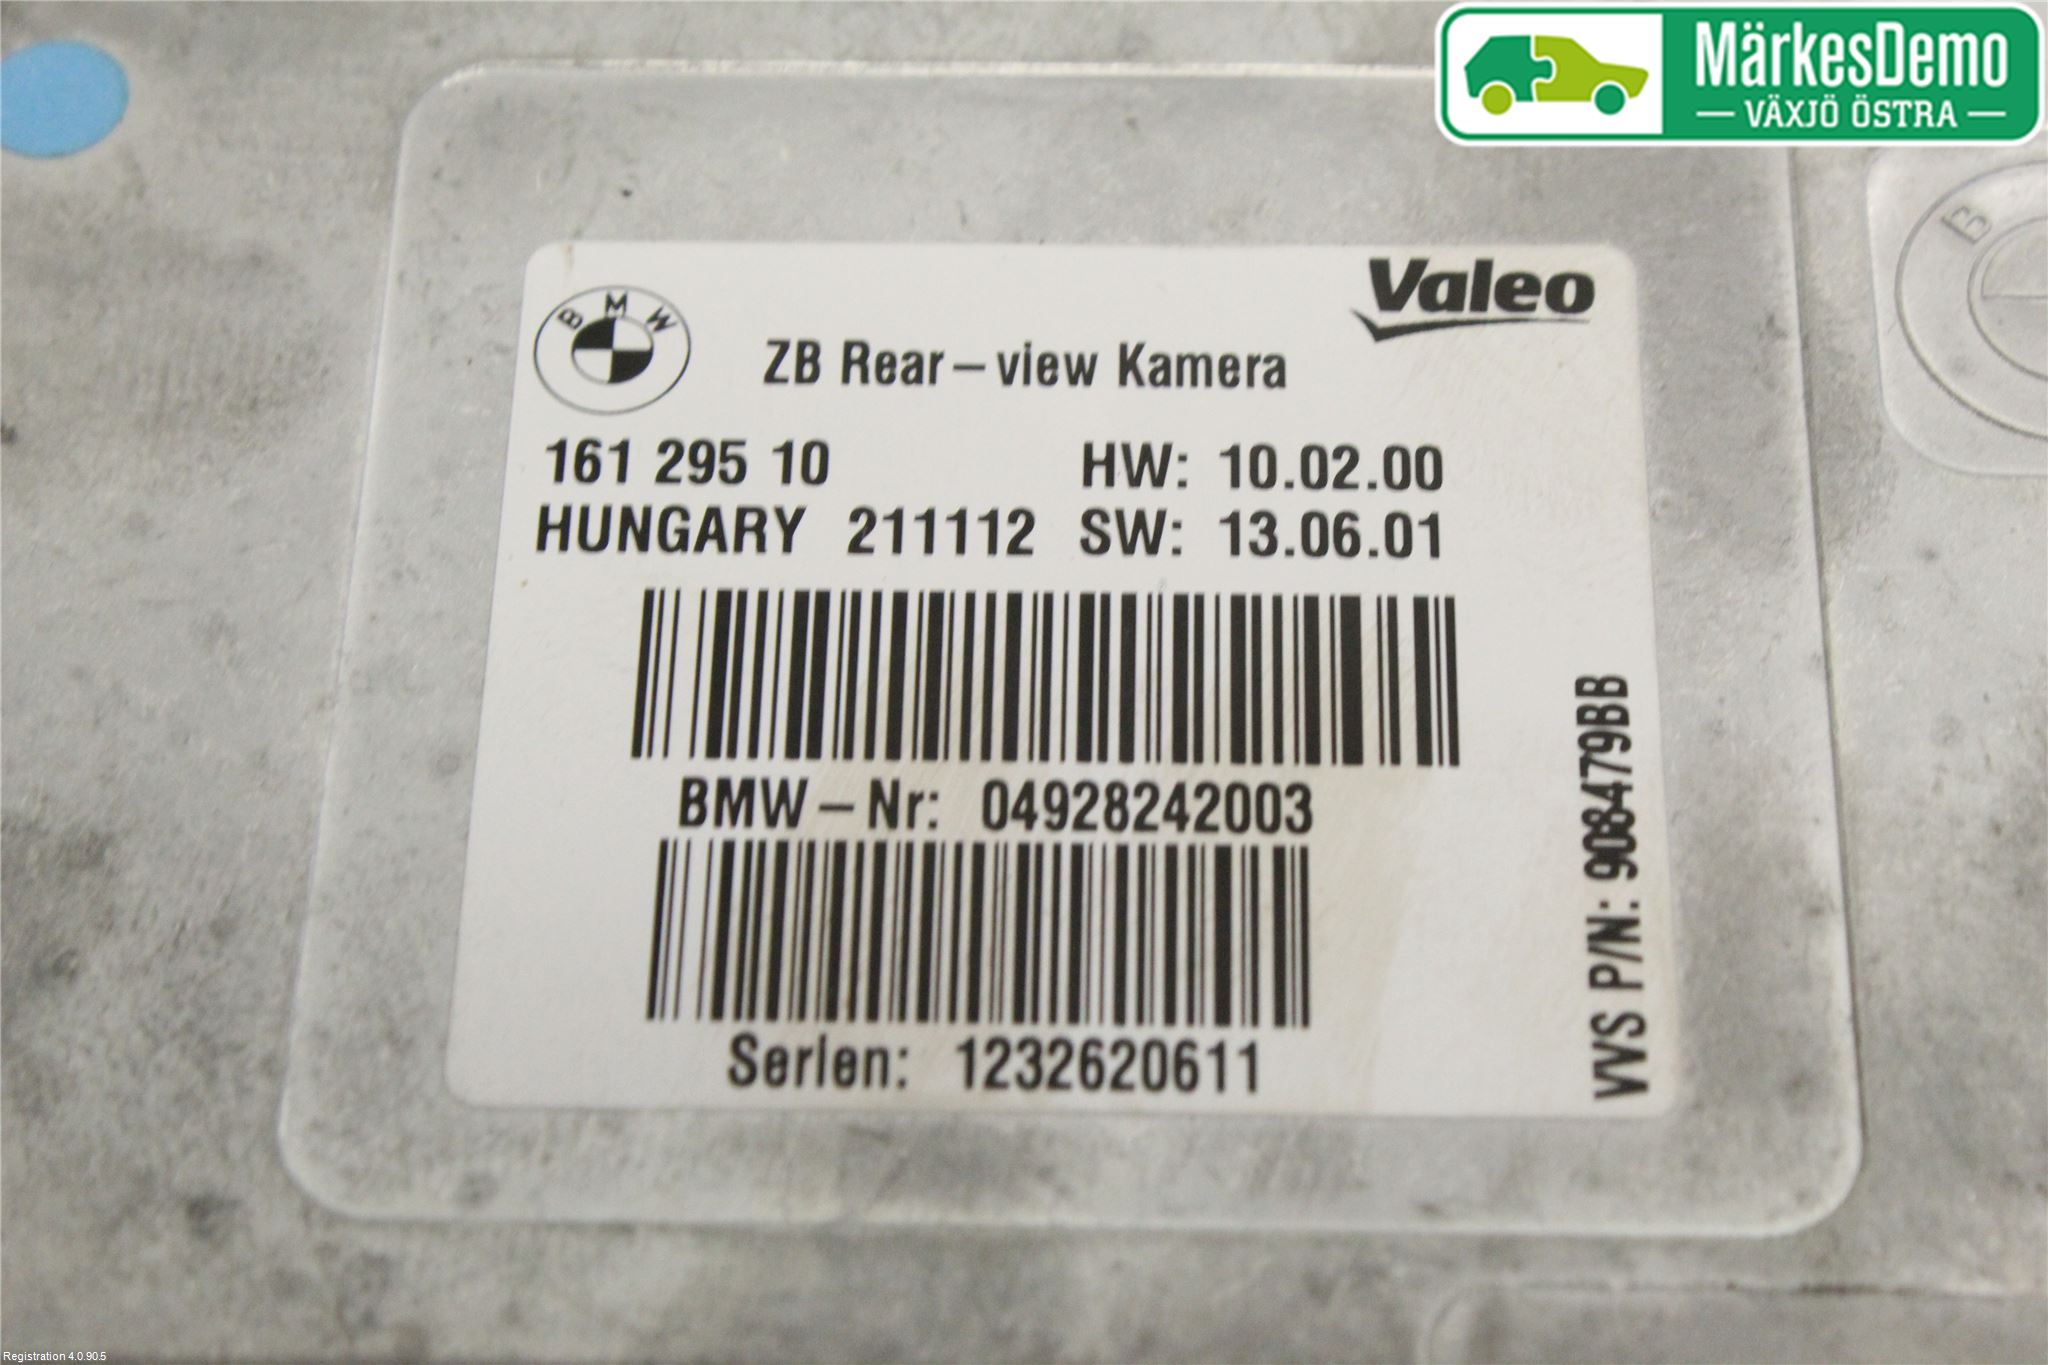 MärkesDemo
— VÄXJÖ ÖSTRA —
B
BMW
Valeo
ZB Rear-view Kamera
161 295 10 HW: 10.02.00
HUNGARY 211112 SW: 13.06.01
BMW-Nr: 04928242003
Serlen: 1232620611
VVS P/N: 908479BB
Registration 4.0.90.5